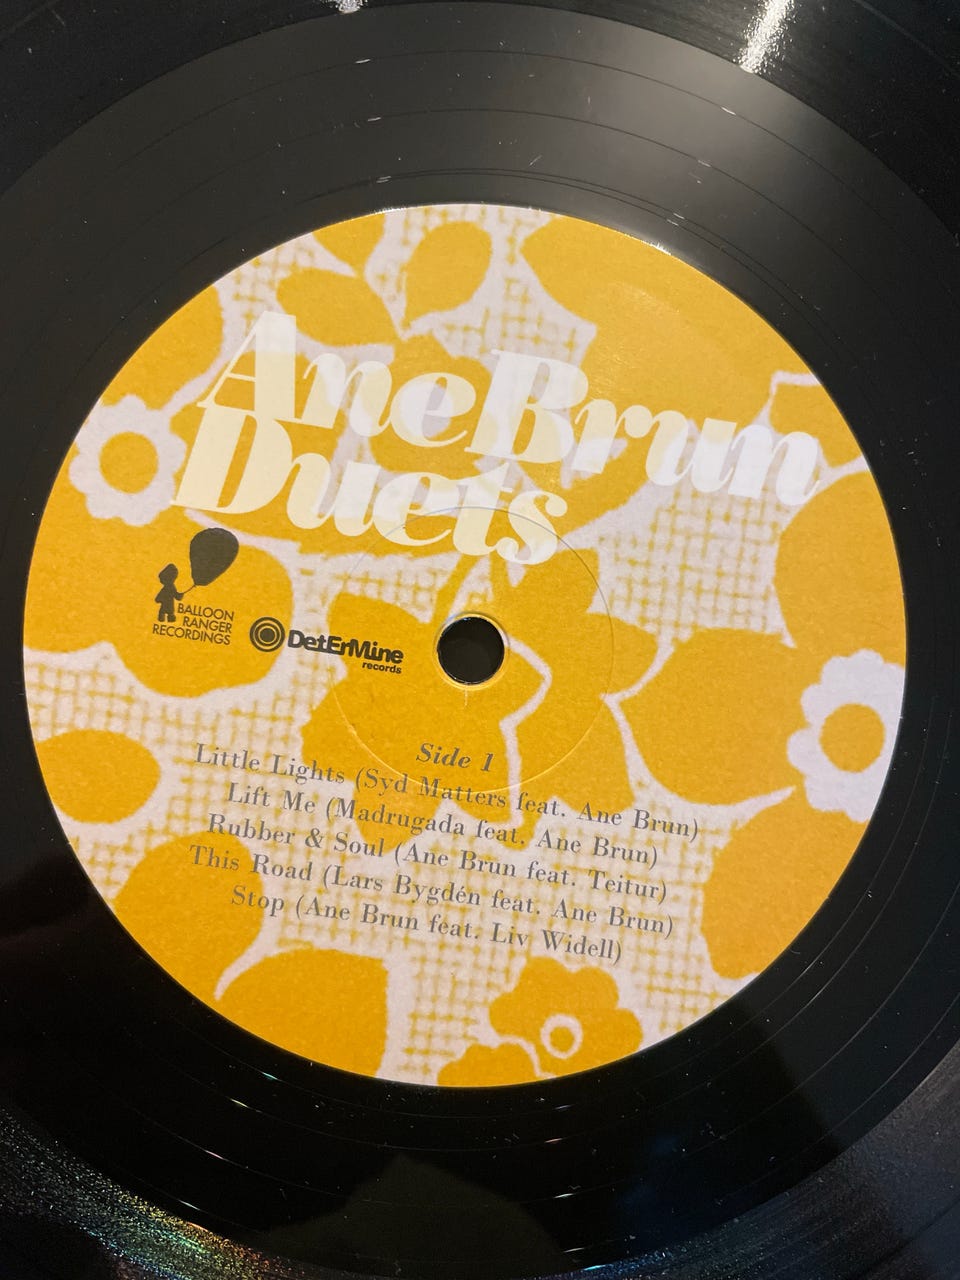 Ane Brun
Duets
BALLOON
RANGER
RECORDINGS
DetErMine
records
Side 1
Little Lights (Syd Matters feat. Ane Brun)
Lift Me (Madrugada feat. Ane Brun)
Rubber & Soul (Ane Brun feat. Teitur)
This Road (Lars Bygdén feat. Ane Brun)
Stop (Ane Brun feat. Liv Widell)